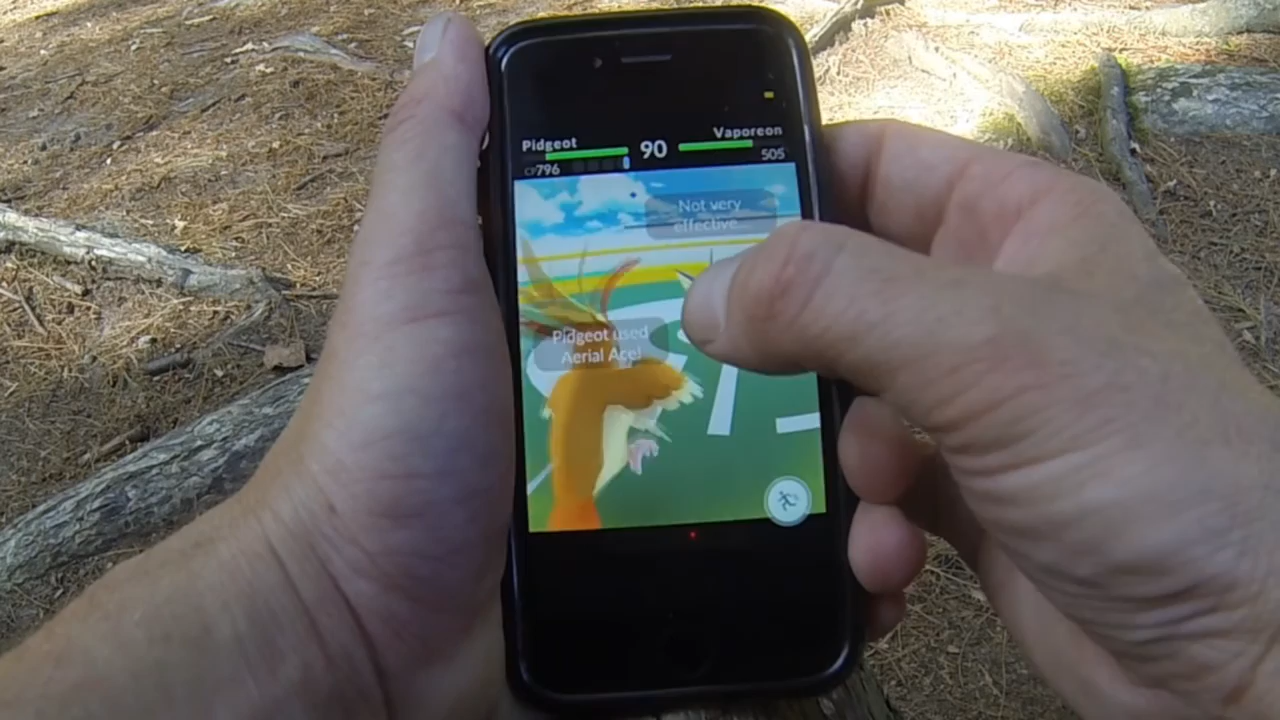 Pidgeot
90
Vaporeon
CP796
505
Not very
effective...
Pidgeot used
Aerial Ace!